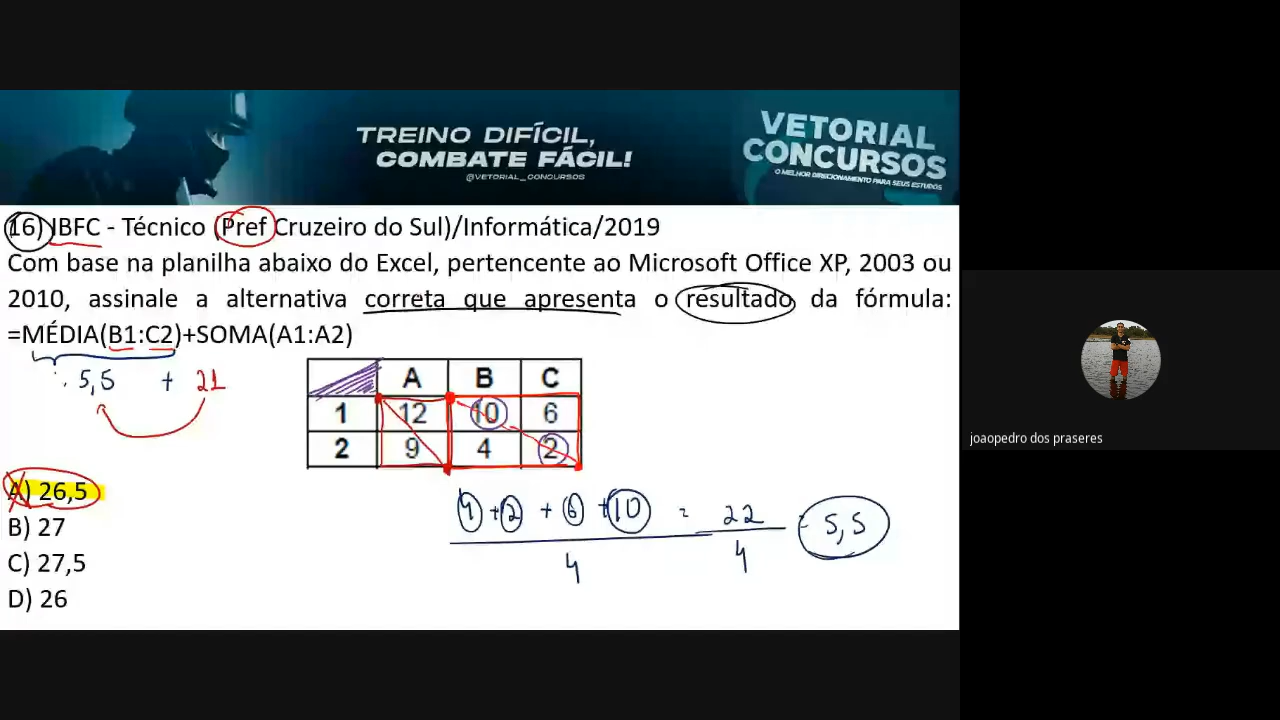 TREINO DIFÍCIL,
COMBATE FÁCIL!
@VETORIAL_CONCURSOS
VETORIAL
CONCURSOS
O MELHOR DIRECIONAMENTO PARA SEUS ESTUDOS
16) IBFC - Técnico (Pref Cruzeiro do Sul)/Informática/2019
Com base na planilha abaixo do Excel, pertencente ao Microsoft Office XP, 2003 ou
2010, assinale a alternativa correta que apresenta o resultado da fórmula:
=MÉDIA(B1:C2)+SOMA(A1:A2)
5,5 + 21
A B C
1 12 10 6
2 9 4 2
A) 26,5
B) 27
C) 27,5
D) 26
4 + 2 + 6 + 10 = 22 = 5,5
4 4
joaopedro dos praseres